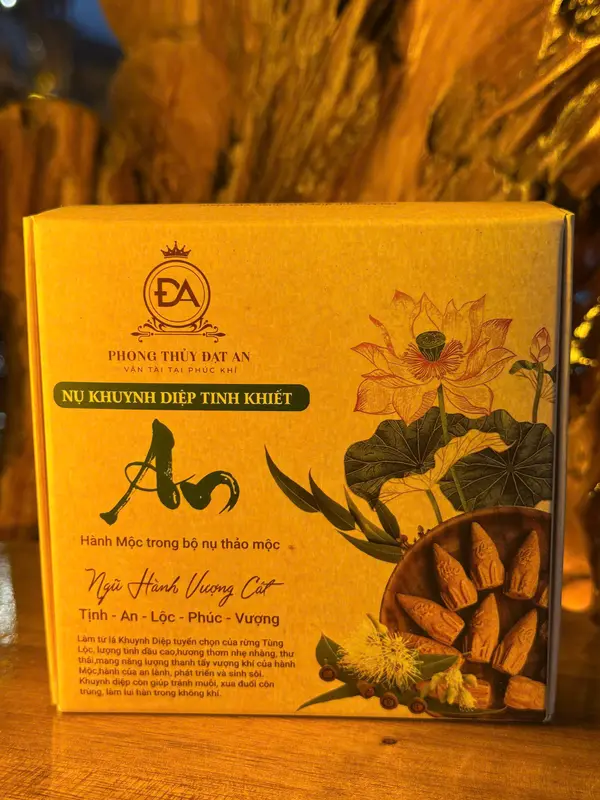 ĐA
PHONG THỦY ĐẠT AN
VẬN TÀI TẠI PHÚC KHÍ
NỤ KHUYNH DIỆP TINH KHIẾT
An
Hành Mộc trong bộ nụ thảo mộc
Ngũ Hành Vượng Cát
Tịnh - An - Lộc - Phúc - Vượng
Làm từ lá Khuynh Diệp tuyển chọn của rừng Tùng
Lộc, lượng tinh dầu cao,hương thơm nhẹ nhàng, thư
thái,mang năng lượng thanh tẩy vượng khí của hành
Mộc,hành của an lành, phát triển và sinh sôi.
Khuynh diệp còn giúp tránh muỗi, xua đuổi côn
trùng, làm lui hàn trong không khí.